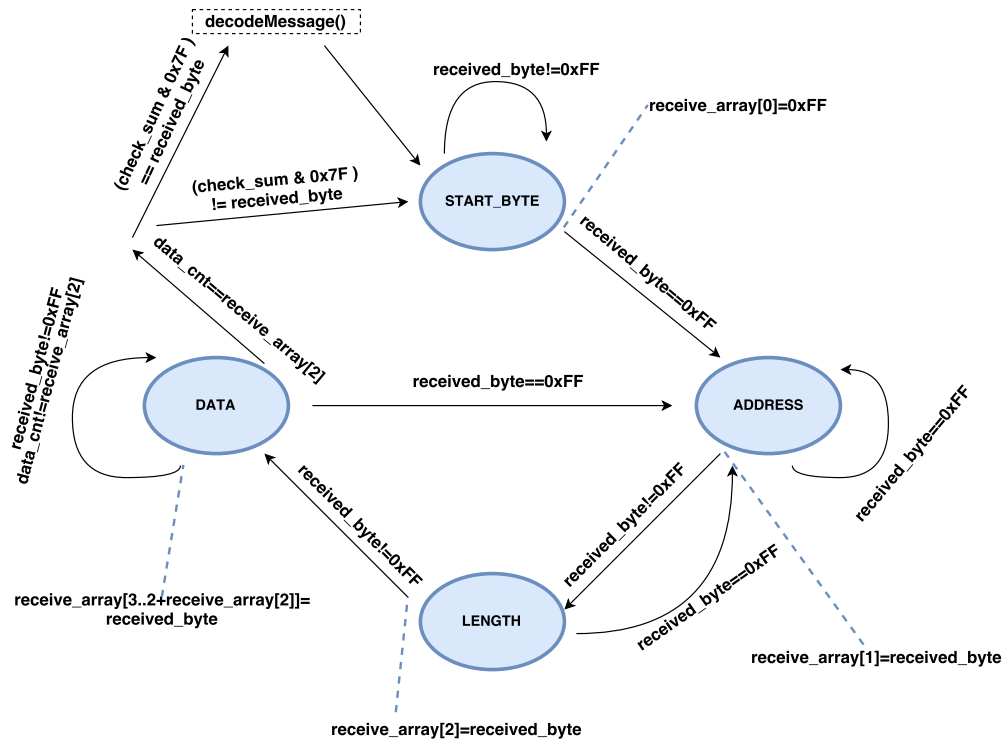 decodeMessage()
(check_sum & 0x7F )
== received_byte
received_byte!=0xFF
receive_array[0]=0xFF
(check_sum & 0x7F )
!= received_byte
START_BYTE
received_byte==0xFF
data_cnt==receive_array[2]
received_byte!=0xFF
data_cnt!=receive_array[2]
received_byte==0xFF
DATA
ADDRESS
received_byte==0xFF
received_byte!=0xFF
received_byte!=0xFF
received_byte==0xFF
receive_array[3..2+receive_array[2]]=
received_byte
LENGTH
receive_array[1]=received_byte
receive_array[2]=received_byte